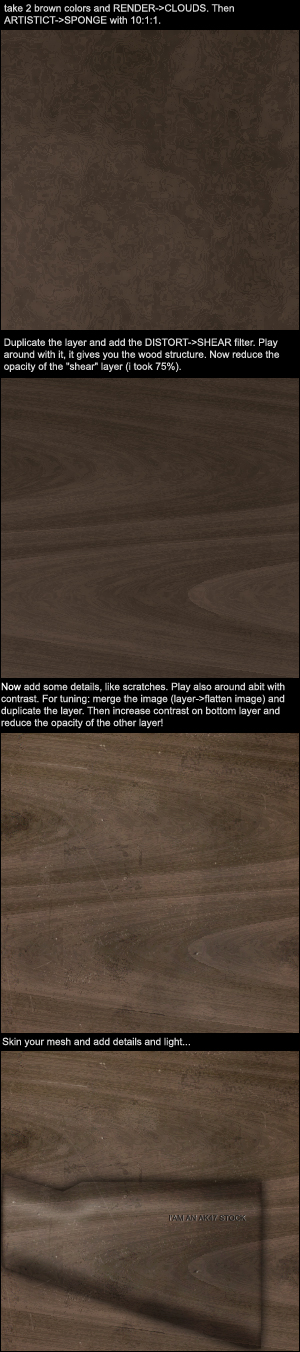 take 2 brown colors and RENDER->CLOUDS. Then
ARTISTICT->SPONGE with 10:1:1.
Duplicate the layer and add the DISTORT->SHEAR filter. Play
around with it, it gives you the wood structure. Now reduce the
opacity of the "shear" layer (i took 75%).
Now add some details, like scratches. Play also around abit with
contrast. For tuning: merge the image (layer->flatten image) and
duplicate the layer. Then increase contrast on bottom layer and
reduce the opacity of the other layer!
Skin your mesh and add details and light...
I'AM AN AK47 STOCK